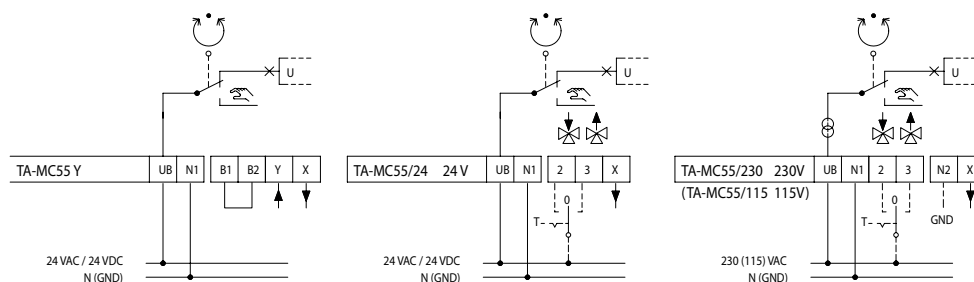 U
TA-MC55 Y UB N1 B1 B2 Y X
24 VAC / 24 VDC
N (GND)
U
TA-MC55/24 24 V UB N1 2 3 X
0
T
24 VAC / 24 VDC
N (GND)
U
TA-MC55/230 230V UB N1 2 3 N2 X
(TA-MC55/115 115V)
0
GND
T
230 (115) VAC
N (GND)